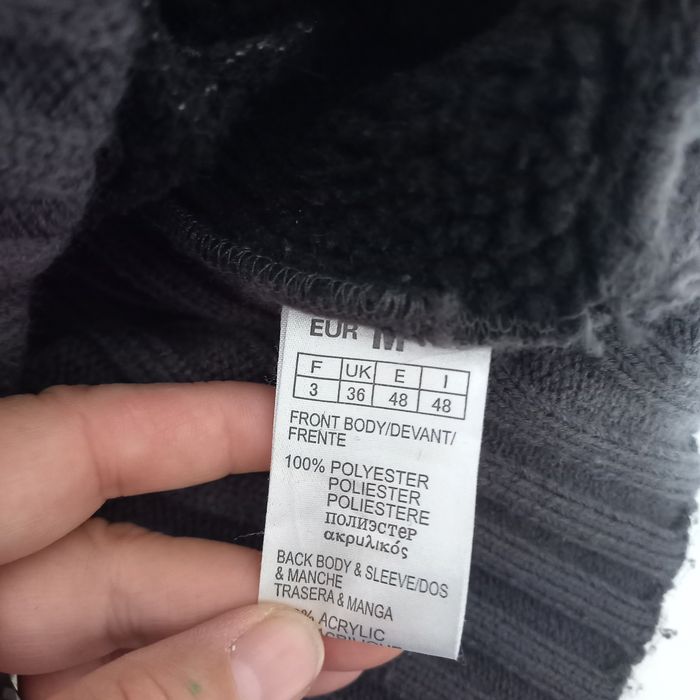 EUR M
F UK E I
3 36 48 48
FRONT BODY/DEVANT/
FRENTE
100% POLYESTER
POLIESTER
POLIESTERE
полиэстер
ακρυλικός
BACK BODY & SLEEVE/DOS
& MANCHE
TRASERA & MANGA
% ACRYLIC